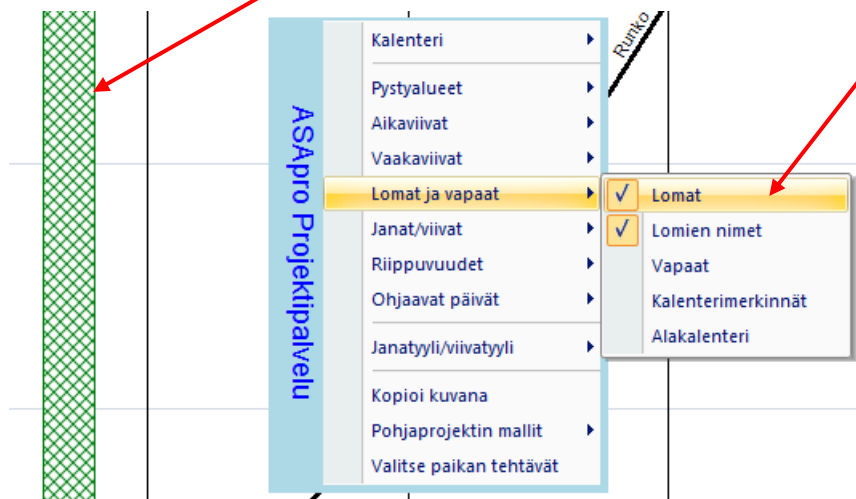 Runko
ASApro Projektipalvelu
Kalenteri
Pystyalueet
Aikaviivat
Vaakaviivat
Lomat ja vapaat
Janat/viivat
Riippuvuudet
Ohjaavat päivät
Janatyyli/viivatyyli
Kopioi kuvana
Pohjaprojektin mallit
Valitse paikan tehtävät
Lomat
Lomien nimet
Vapaat
Kalenterimerkinnät
Alakalenteri